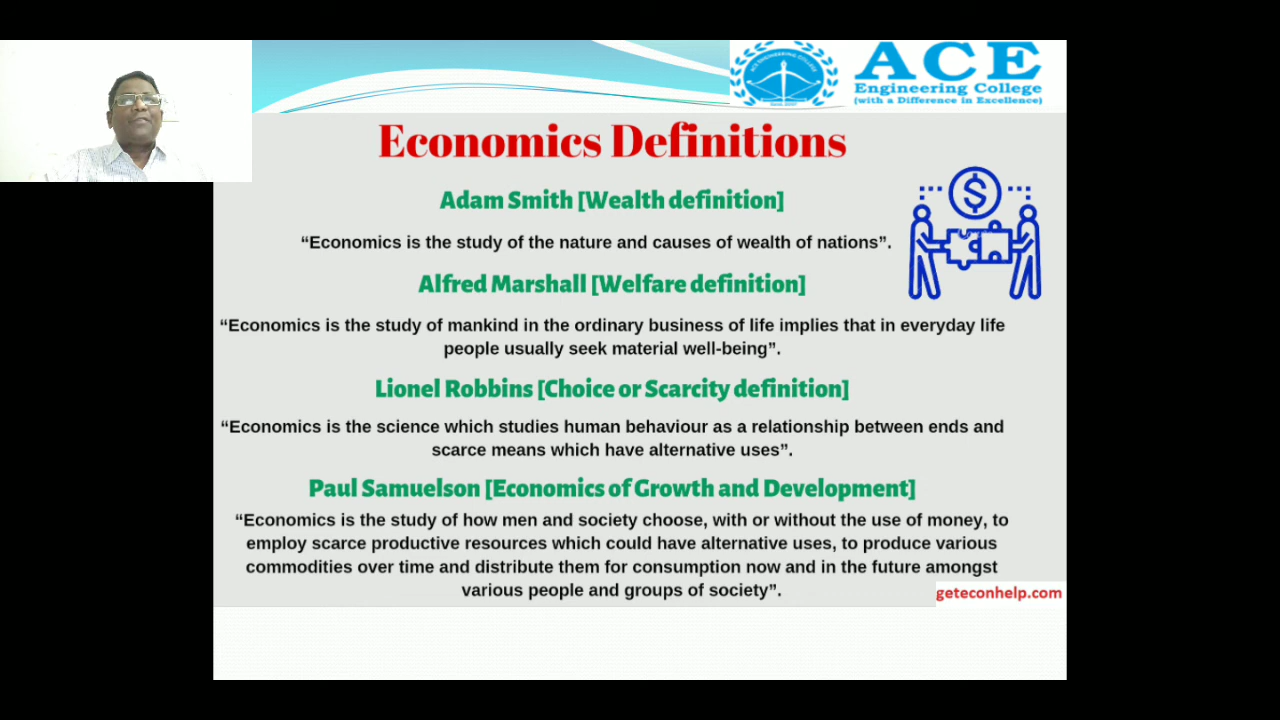 ACE
Engineering College
(with a Difference in Excellence)
Economics Definitions
Adam Smith [Wealth definition]
“Economics is the study of the nature and causes of wealth of nations”.
Alfred Marshall [Welfare definition]
“Economics is the study of mankind in the ordinary business of life implies that in everyday life
people usually seek material well-being”.
Lionel Robbins [Choice or Scarcity definition]
“Economics is the science which studies human behaviour as a relationship between ends and
scarce means which have alternative uses”.
Paul Samuelson [Economics of Growth and Development]
“Economics is the study of how men and society choose, with or without the use of money, to
employ scarce productive resources which could have alternative uses, to produce various
commodities over time and distribute them for consumption now and in the future amongst
various people and groups of society”.
geteconhelp.com